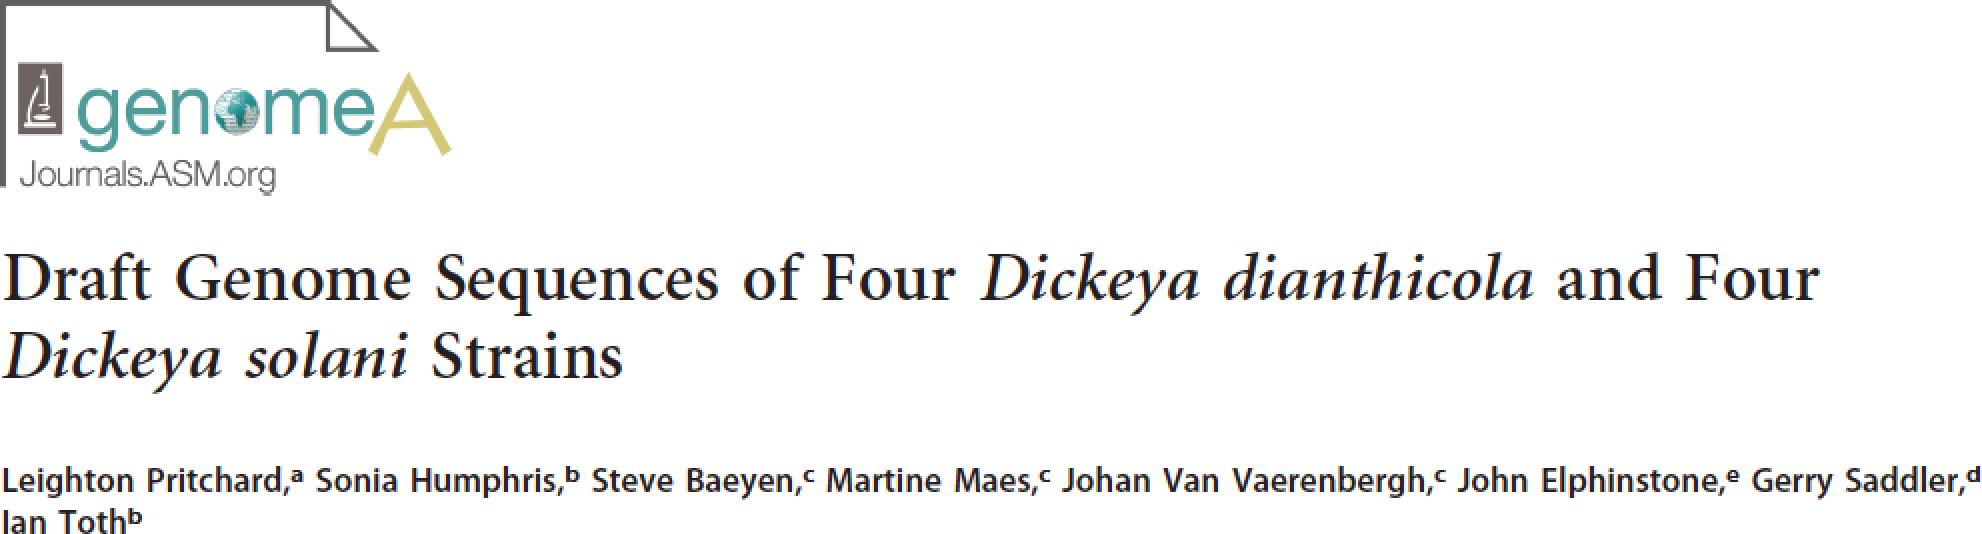 genomeA
Journals.ASM.org
Draft Genome Sequences of Four Dickeya dianthicola and Four
Dickeya solani Strains
Leighton Pritchard,ᵃ Sonia Humphris,ᵇ Steve Baeyen,ᶜ Martine Maes,ᶜ Johan Van Vaerenbergh,ᶜ John Elphinstone,ᵉ Gerry Saddler,ᵈ
Ian Tothᵇ